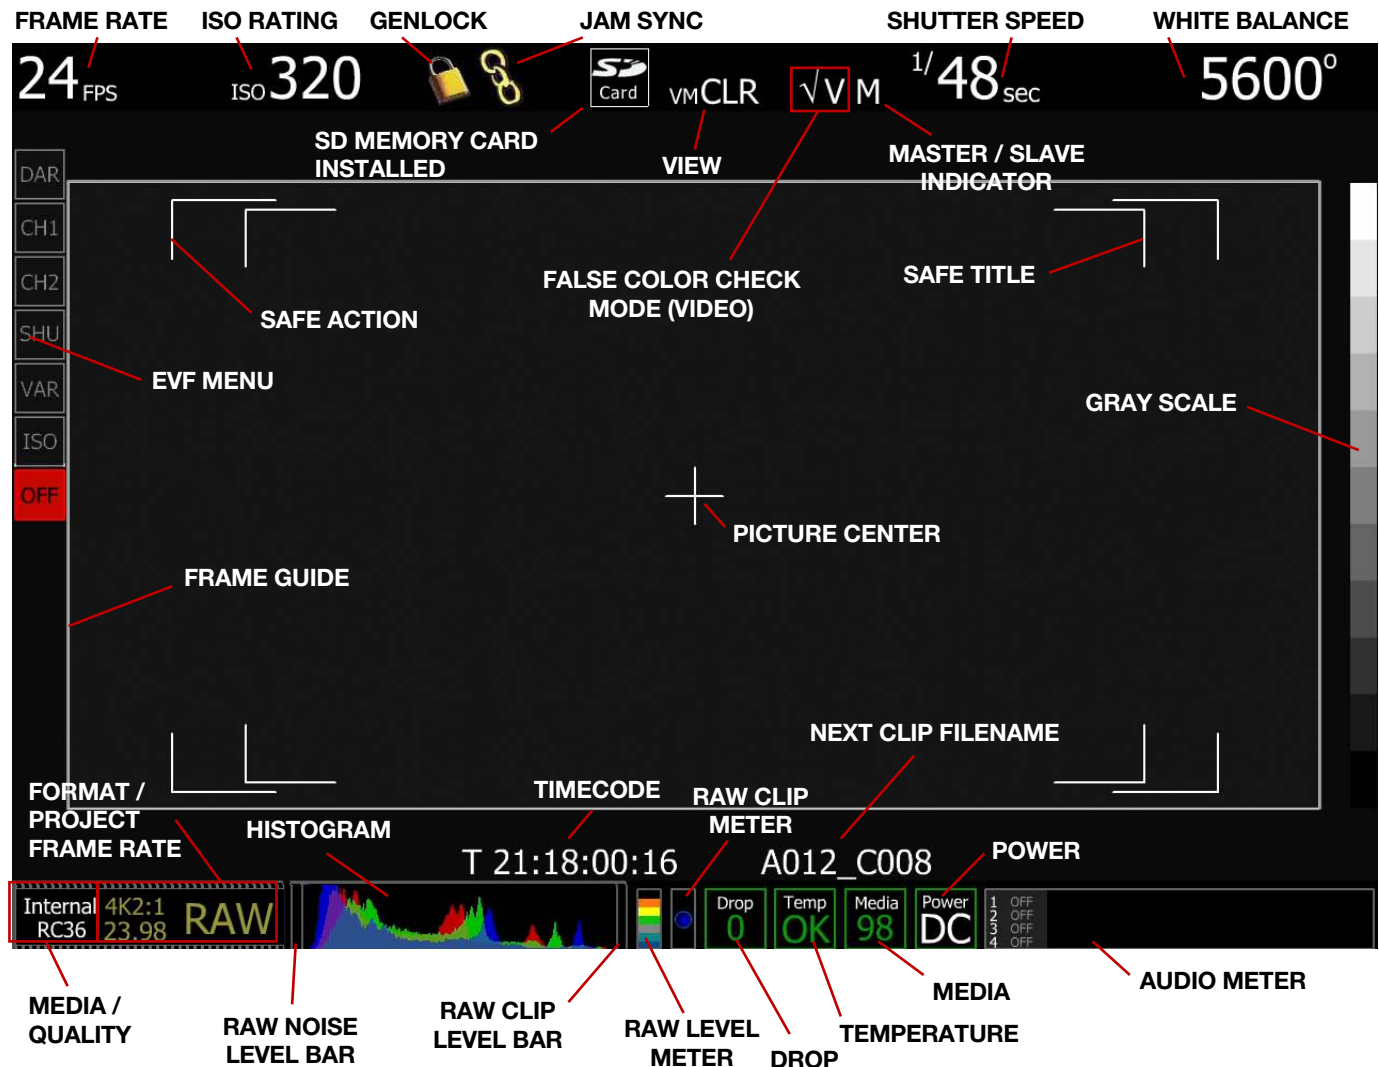 FRAME RATE
ISO RATING
GENLOCK
JAM SYNC
SHUTTER SPEED
WHITE BALANCE
24 FPS
ISO 320
SD
Card
VM CLR
√ V M
1/48 sec
5600°
SD MEMORY CARD
INSTALLED
VIEW
MASTER / SLAVE
INDICATOR
DAR
CH1
CH2
SHU
VAR
ISO
OFF
SAFE ACTION
FALSE COLOR CHECK
MODE (VIDEO)
SAFE TITLE
EVF MENU
GRAY SCALE
PICTURE CENTER
FRAME GUIDE
NEXT CLIP FILENAME
FORMAT /
PROJECT
FRAME RATE
HISTOGRAM
TIMECODE
RAW CLIP
METER
POWER
T 21:18:00:16
A012_C008
Internal
RC36
4K2:1
23.98
RAW
Drop
0
Temp
OK
Media
98
Power
DC
1 OFF
2 OFF
3 OFF
4 OFF
MEDIA /
QUALITY
RAW NOISE
LEVEL BAR
RAW CLIP
LEVEL BAR
RAW LEVEL
METER
DROP
TEMPERATURE
MEDIA
AUDIO METER